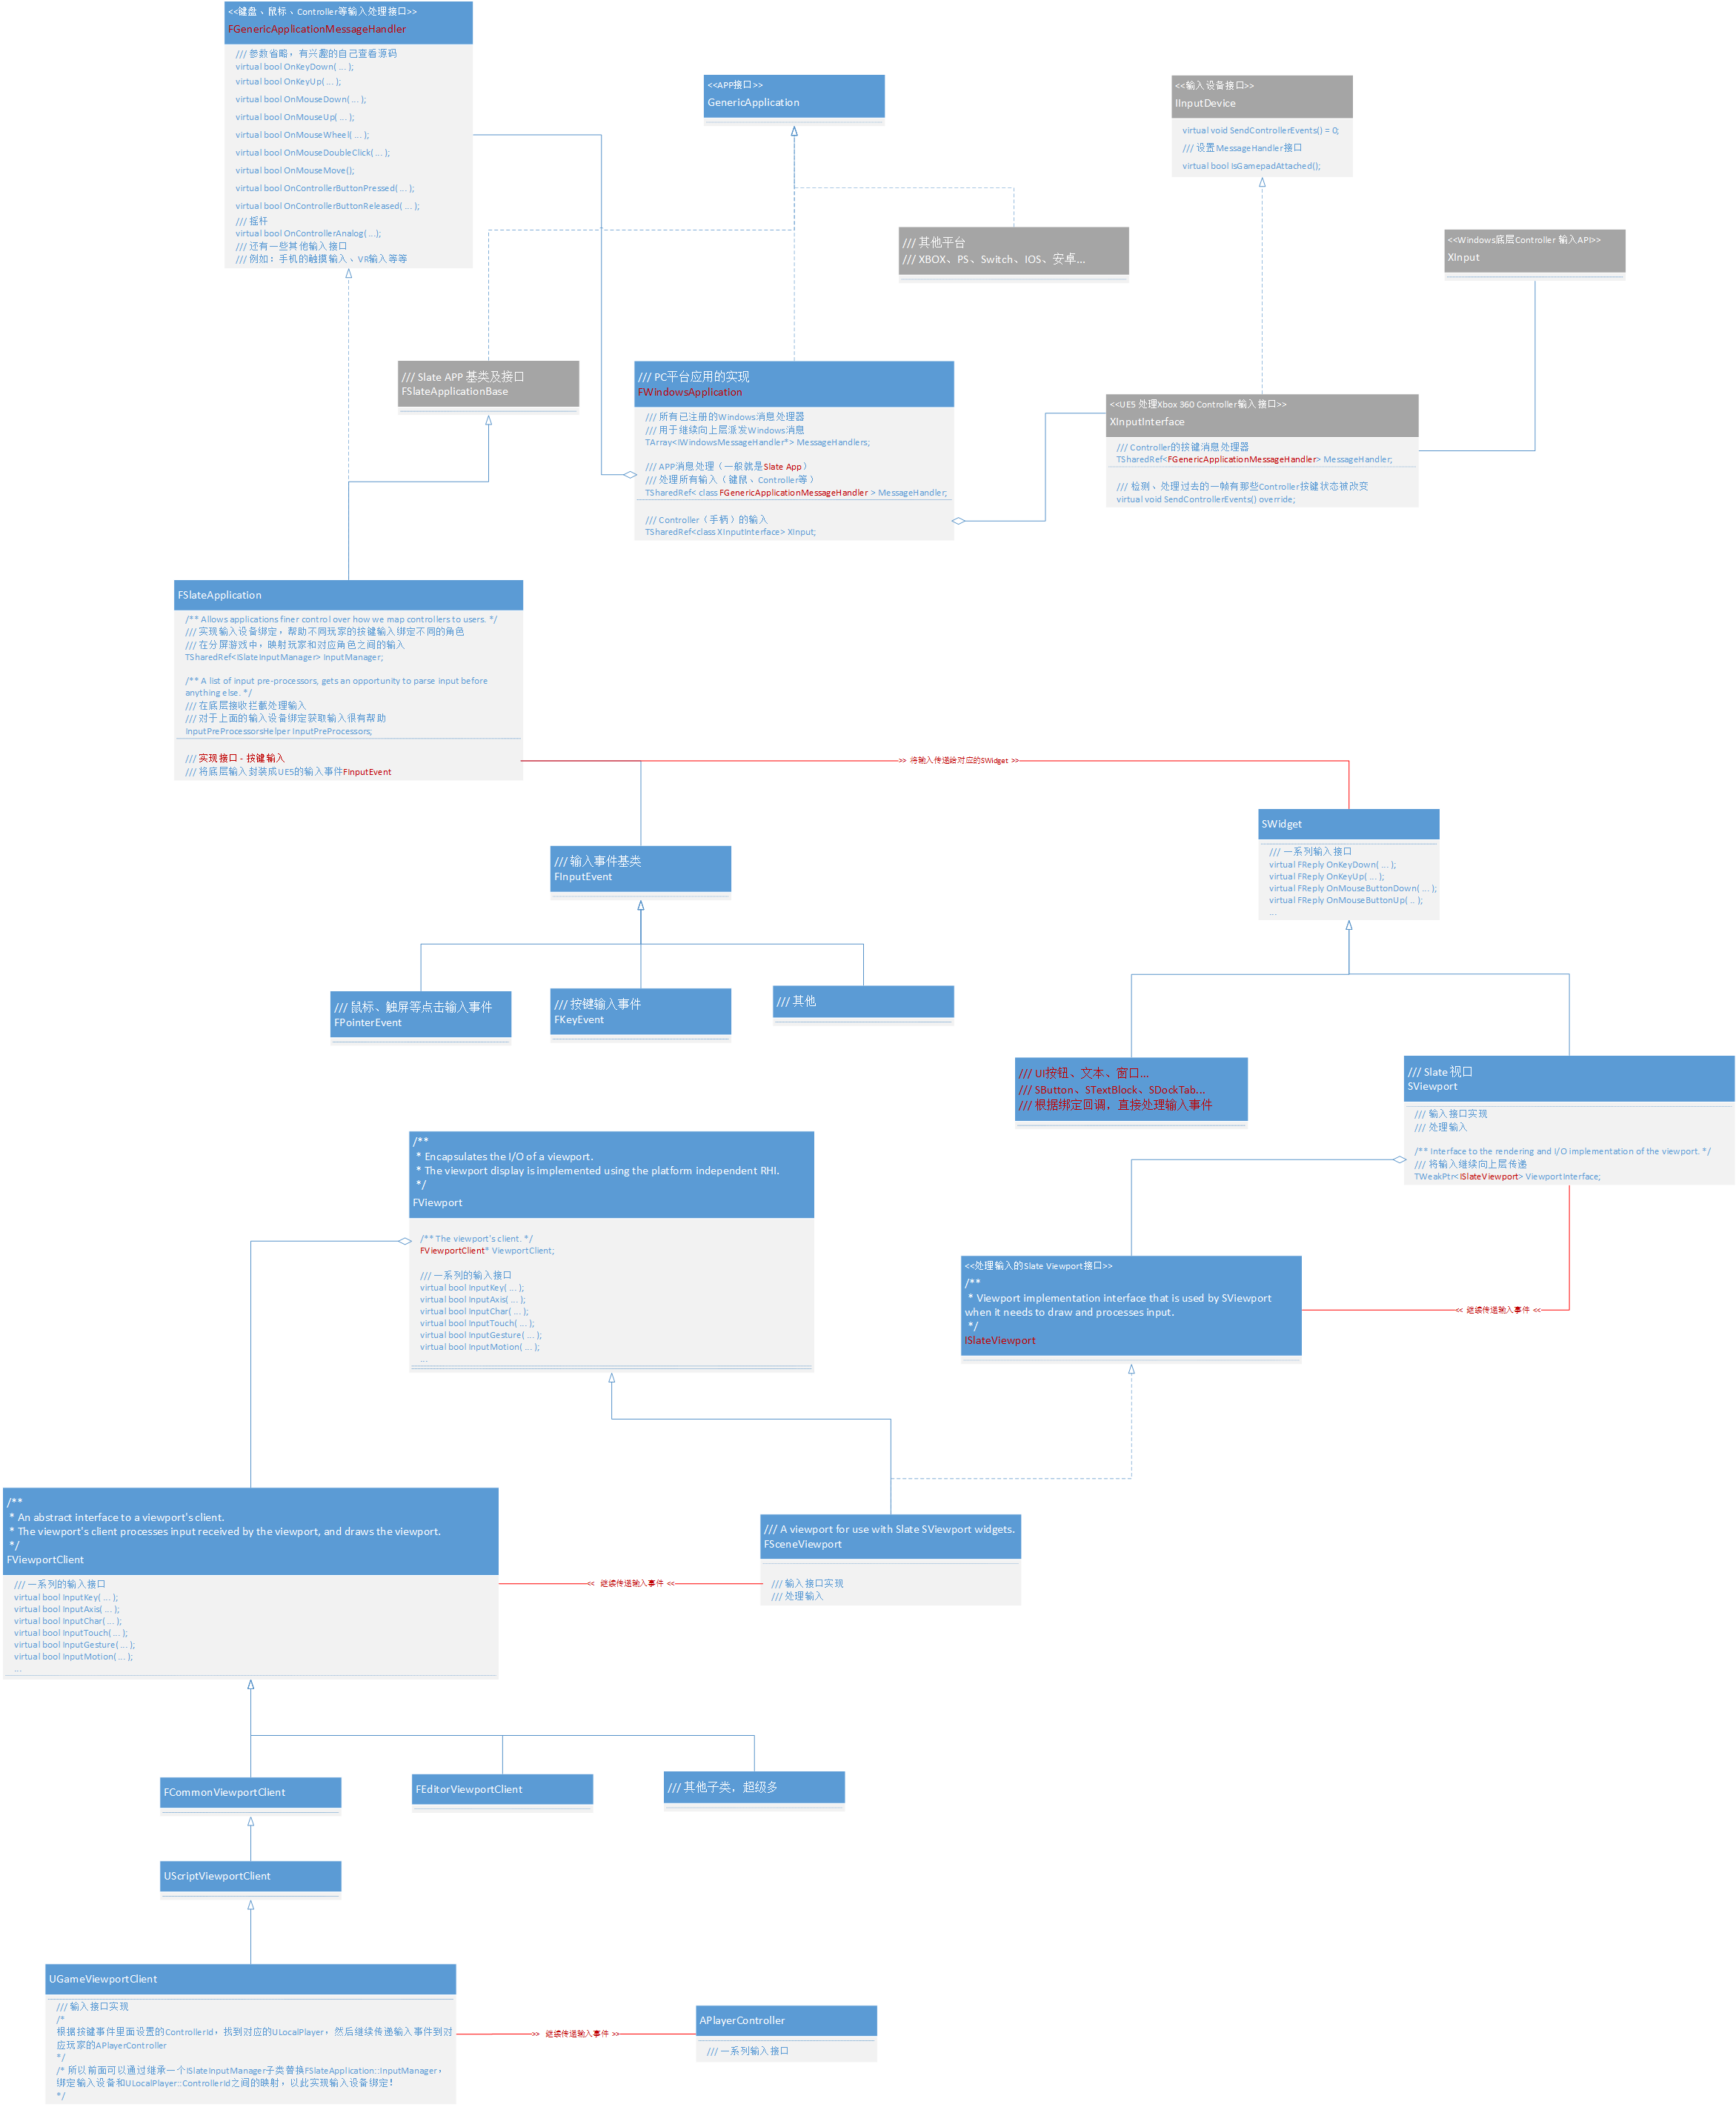 <<键盘、鼠标、Controller等输入处理接口>>
FGenericApplicationMessageHandler
/// 参数省略，有兴趣的自己查看源码
virtual bool OnKeyDown( ... );
virtual bool OnKeyUp( ... );
virtual bool OnMouseDown( ... );
virtual bool OnMouseUp( ... );
virtual bool OnMouseWheel( ... );
virtual bool OnMouseDoubleClick( ... );
virtual bool OnMouseMove();
virtual bool OnControllerButtonPressed( ... );
virtual bool OnControllerButtonReleased( ... );
/// 摇杆
virtual bool OnControllerAnalog( ...);
/// 还有一些其他输入接口
/// 例如：手机的触摸输入、VR输入等等
<<APP接口>>
GenericApplication
<<输入设备接口>>
IInputDevice
virtual void SendControllerEvents() = 0;
/// 设置MessageHandler接口
virtual bool IsGamepadAttached();
/// 其他平台
/// XBOX、PS、Switch、IOS、安卓...
<<Windows底层Controller 输入API>>
XInput
/// Slate APP 基类及接口
FSlateApplicationBase
/// PC平台应用的实现
FWindowsApplication
/// 所有已注册的Windows消息处理器
/// 用于继续向上层派发Windows消息
TArray<IWindowsMessageHandler*> MessageHandlers;
/// APP消息处理（一般就是Slate App）
/// 处理所有输入（键鼠、Controller等）
TSharedRef< class FGenericApplicationMessageHandler > MessageHandler;
/// Controller（手柄）的输入
TSharedRef<class XInputInterface> XInput;
<<UE5 处理Xbox 360 Controller输入接口>>
XInputInterface
/// Controller的按键消息处理器
TSharedRef<FGenericApplicationMessageHandler> MessageHandler;
/// 检测、处理过去的一帧有那些Controller按键状态被改变
virtual void SendControllerEvents() override;
FSlateApplication
/** Allows applications finer control over how we map controllers to users. */
/// 实现输入设备绑定，帮助不同玩家的按键输入绑定不同的角色
/// 在分屏游戏中，映射玩家和对应角色之间的输入
TSharedRef<ISlateInputManager> InputManager;
/** A list of input pre-processors, gets an opportunity to parse input before
anything else. */
/// 在底层接收拦截处理输入
/// 对于上面的输入设备绑定获取输入很有帮助
InputPreProcessorsHelper InputPreProcessors;
/// 实现接口 - 按键输入
/// 将底层输入封装成UE5的输入事件FInputEvent
>> 将输入传递给对应的SWidget >>
SWidget
/// 一系列输入接口
virtual FReply OnKeyDown( ... );
virtual FReply OnKeyUp( ... );
virtual FReply OnMouseButtonDown( ... );
virtual FReply OnMouseButtonUp( .. );
...
/// 输入事件基类
FInputEvent
/// 鼠标、触屏等点击输入事件
FPointerEvent
/// 按键输入事件
FKeyEvent
/// 其他
/// UI按钮、文本、窗口...
/// SButton、STextBlock、SDockTab...
/// 根据绑定回调，直接处理输入事件
/// Slate 视口
SViewport
/// 输入接口实现
/// 处理输入
/** Interface to the rendering and I/O implementation of the viewport. */
/// 将输入继续向上层传递
TWeakPtr<ISlateViewport> ViewportInterface;
/**
* Encapsulates the I/O of a viewport.
* The viewport display is implemented using the platform independent RHI.
*/
FViewport
/** The viewport's client. */
FViewportClient* ViewportClient;
/// 一系列的输入接口
virtual bool InputKey( ... );
virtual bool InputAxis( ... );
virtual bool InputChar( ... );
virtual bool InputTouch( ... );
virtual bool InputGesture( ... );
virtual bool InputMotion( ... );
...
<<处理输入的Slate Viewport接口>>
/**
* Viewport implementation interface that is used by SViewport
when it needs to draw and processes input.
*/
ISlateViewport
<< 继续传递输入事件 <<
/**
* An abstract interface to a viewport's client.
* The viewport's client processes input received by the viewport, and draws the viewport.
*/
FViewportClient
/// 一系列的输入接口
virtual bool InputKey( ... );
virtual bool InputAxis( ... );
virtual bool InputChar( ... );
virtual bool InputTouch( ... );
virtual bool InputGesture( ... );
virtual bool InputMotion( ... );
...
<< 继续传递输入事件 <<
/// A viewport for use with Slate SViewport widgets.
FSceneViewport
/// 输入接口实现
/// 处理输入
FCommonViewportClient
FEditorViewportClient
/// 其他子类，超级多
UScriptViewportClient
UGameViewportClient
/// 输入接口实现
/*
根据按键事件里面设置的ControllerId，找到对应的ULocalPlayer，然后继续传递输入事件到对
应玩家的APlayerController
*/
/* 所以前面可以通过继承一个ISlateInputManager子类替换FSlateApplication::InputManager，
绑定输入设备和ULocalPlayer::ControllerId之间的映射，以此实现输入设备绑定！
*/
>> 继续传递输入事件 >>
APlayerController
/// 一系列输入接口